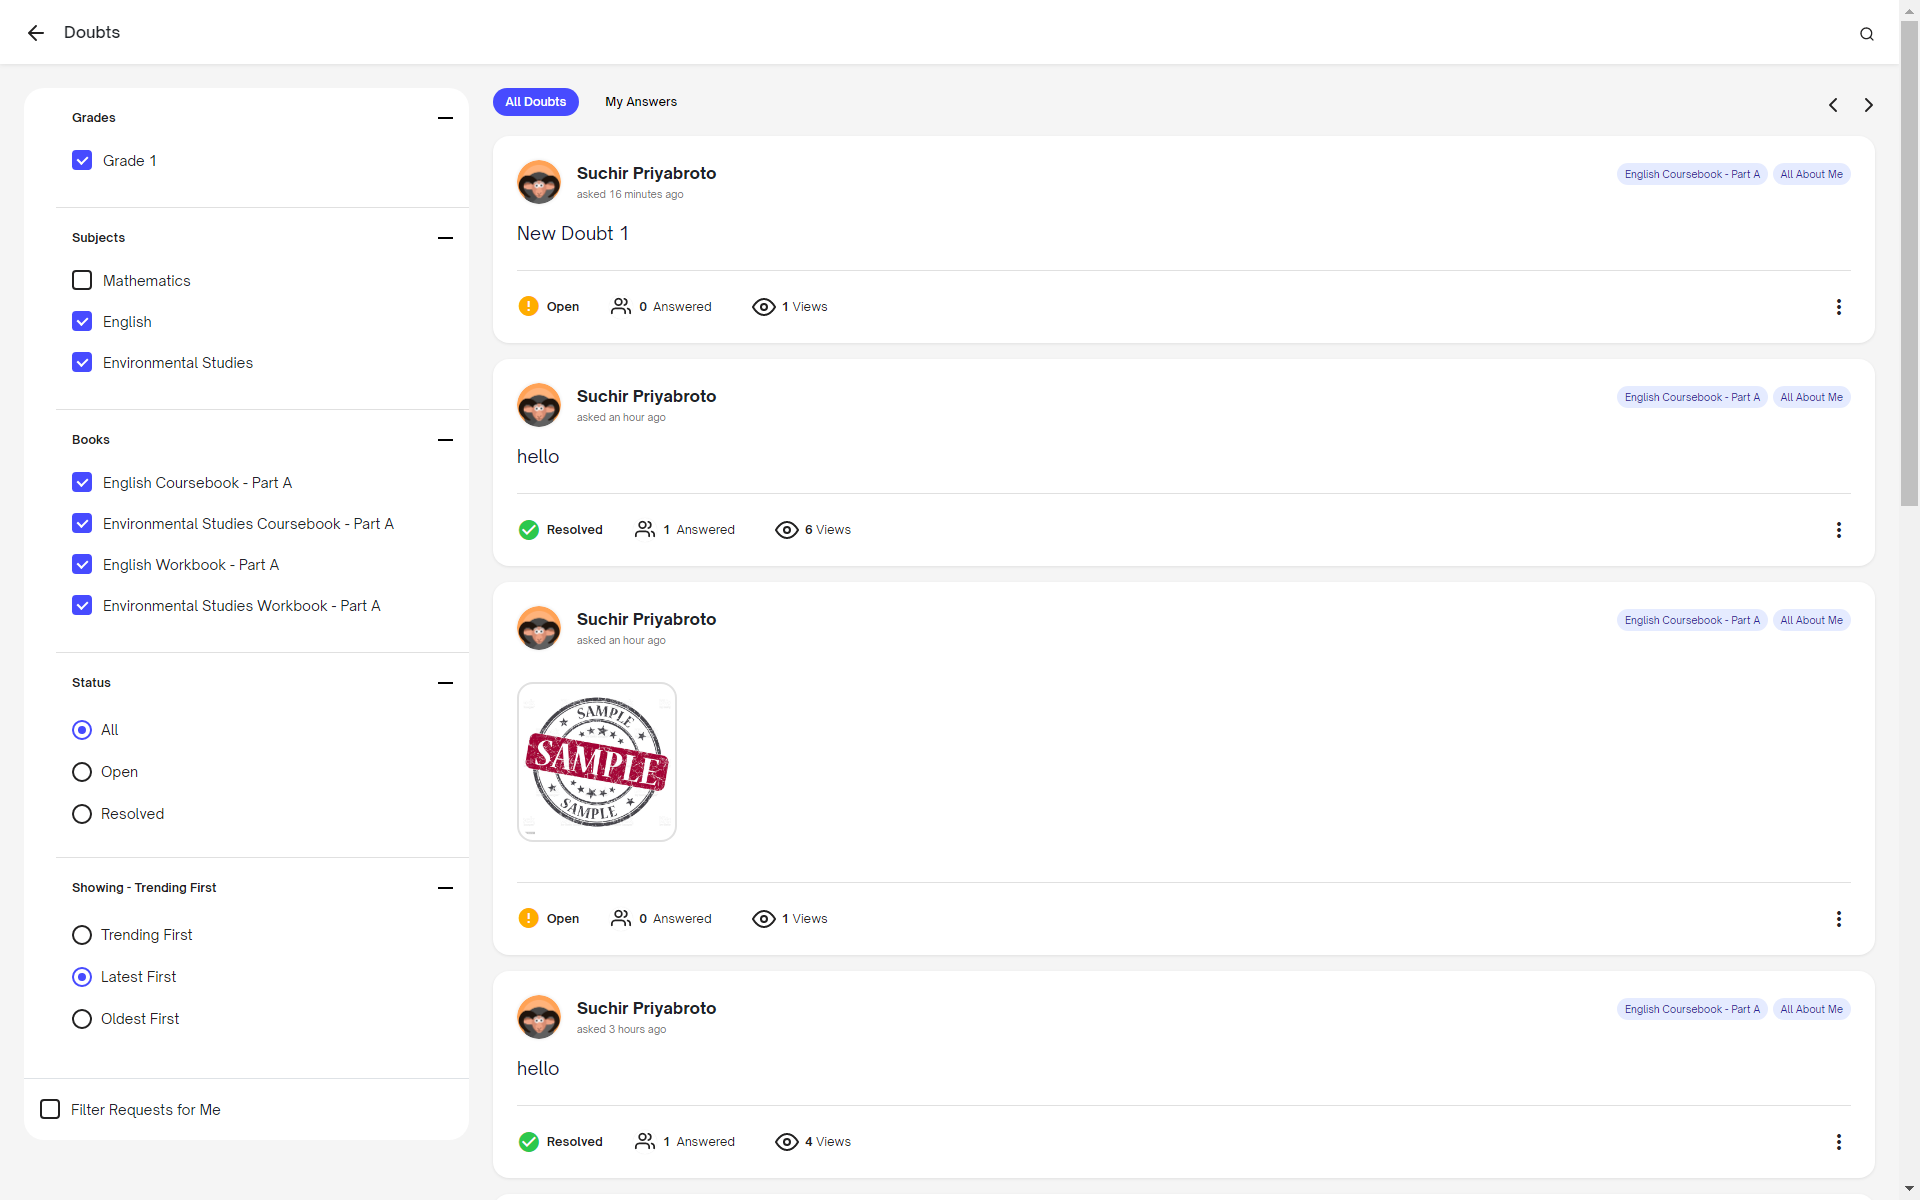 Doubts
Grades
Grade 1
Subjects
Mathematics
English
Environmental Studies
Books
English Coursebook - Part A
Environmental Studies Coursebook - Part A
English Workbook - Part A
Environmental Studies Workbook - Part A
Status
All
Open
Resolved
Showing - Trending First
Trending First
Latest First
Oldest First
Filter Requests for Me
All Doubts My Answers
Suchir Priyabroto English Coursebook - Part A All About Me
asked 16 minutes ago
New Doubt 1
Open 0 Answered 1 Views
Suchir Priyabroto English Coursebook - Part A All About Me
asked an hour ago
hello
Resolved 1 Answered 6 Views
Suchir Priyabroto English Coursebook - Part A All About Me
asked an hour ago
SAMPLE
SAMPLE
SAMPLE
Open 0 Answered 1 Views
Suchir Priyabroto English Coursebook - Part A All About Me
asked 3 hours ago
hello
Resolved 1 Answered 4 Views